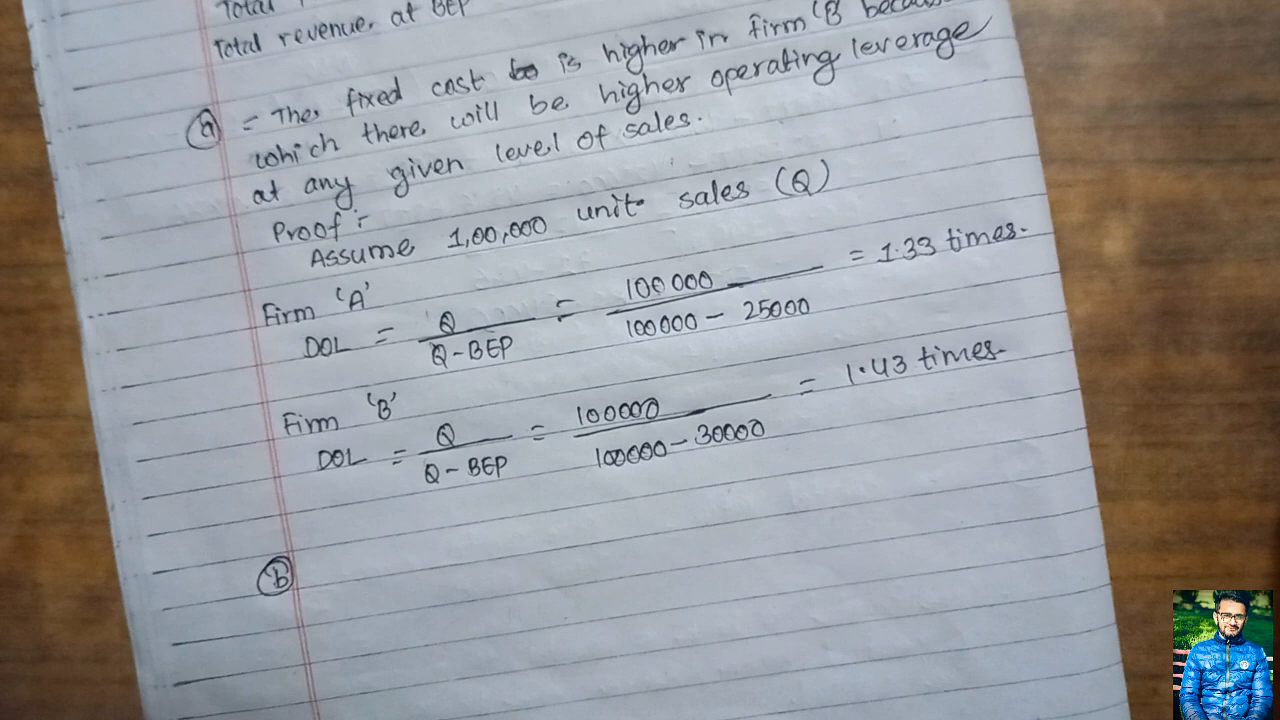 Total
Total revenue at BEP
(a) = The fixed cost is higher in firm 'B'
which there will be higher operating leverage
at any given level of sales.
Proof :-
Assume 1,00,000 unit sales (Q)
Firm 'A'
DOL = Q / Q - BEP = 100000 / 100000 - 25000 = 1.33 times.
Firm 'B'
DOL = Q / Q - BEP = 100000 / 100000 - 30000 = 1.43 times.
(b)